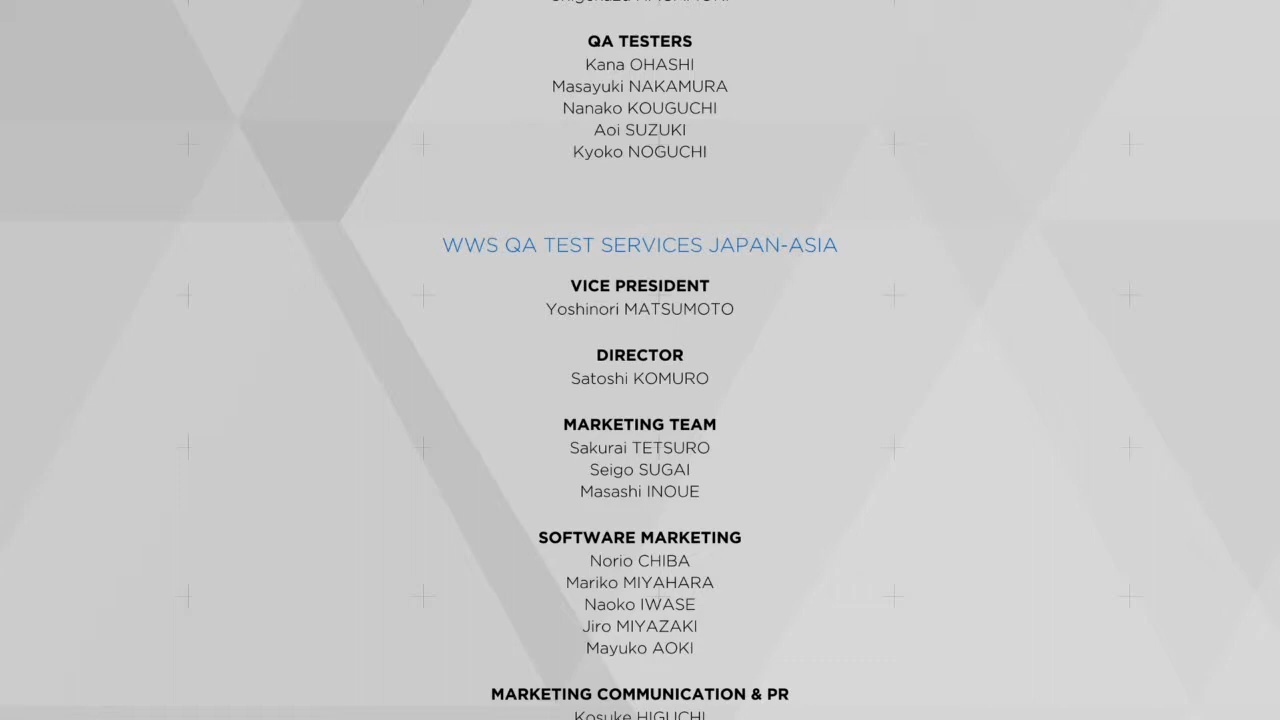 QA TESTERS
Kana OHASHI
Masayuki NAKAMURA
Nanako KOUGUCHI
Aoi SUZUKI
Kyoko NOGUCHI
WWS QA TEST SERVICES JAPAN-ASIA
VICE PRESIDENT
Yoshinori MATSUMOTO
DIRECTOR
Satoshi KOMURO
MARKETING TEAM
Sakurai TETSURO
Seigo SUGAI
Masashi INOUE
SOFTWARE MARKETING
Norio CHIBA
Mariko MIYAHARA
Naoko IWASE
Jiro MIYAZAKI
Mayuko AOKI
MARKETING COMMUNICATION & PR
Kosuke HIGUCHI